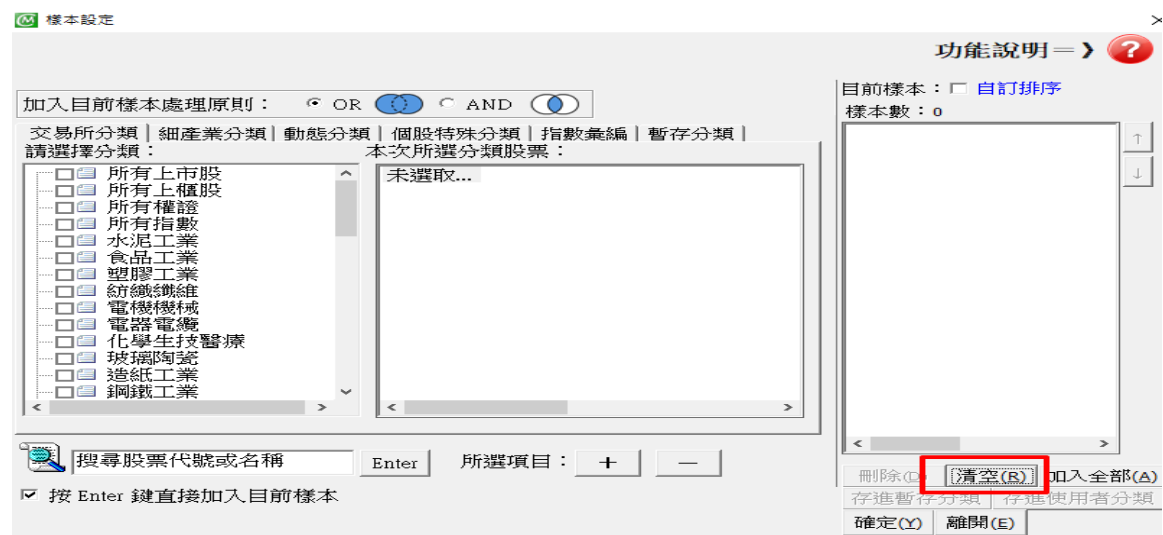 樣本設定
功能說明=》 ?
加入目前樣本處理原則： OR AND
目前樣本： 自訂排序
樣本數：0
交易所分類 細產業分類 動態分類 個股特殊分類 指數彙編 暫存分類
請選擇分類： 本次所選分類股票：
所有上市股
所有上櫃股
所有權證
所有指數
水泥工業
食品工業
塑膠工業
紡織纖維
電機機械
電器電纜
化學生技醫療
玻璃陶瓷
造紙工業
鋼鐵工業
未選取...
搜尋股票代號或名稱 Enter 所選項目： + —
按 Enter 鍵直接加入目前樣本
刪除(D) 清空(R) 加入全部(A)
存進暫存分類 存進使用者分類
確定(Y) 離開(E)